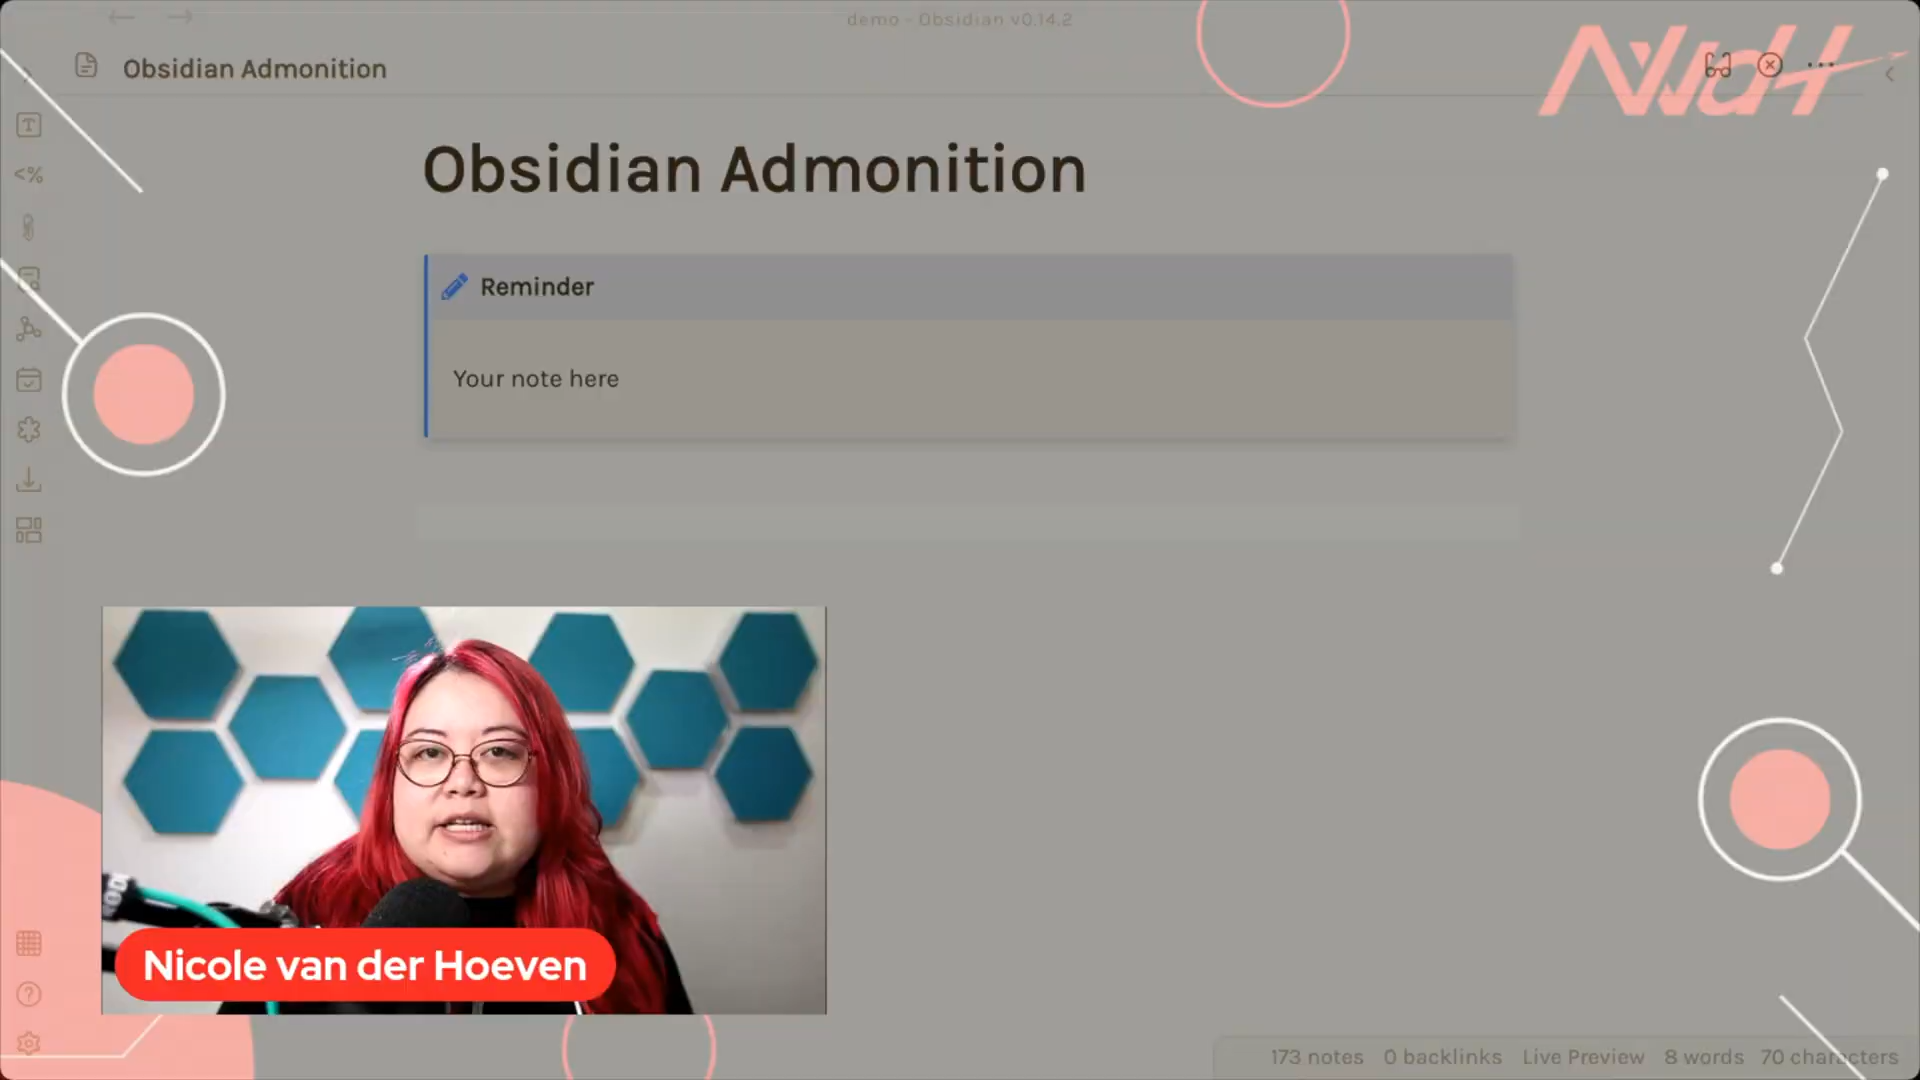 demo - Obsidian v0.14.2
NvdH
Obsidian Admonition
T
<%
Obsidian Admonition
Reminder
Your note here
Nicole van der Hoeven
?
173 notes 0 backlinks Live Preview 8 words 70 characters